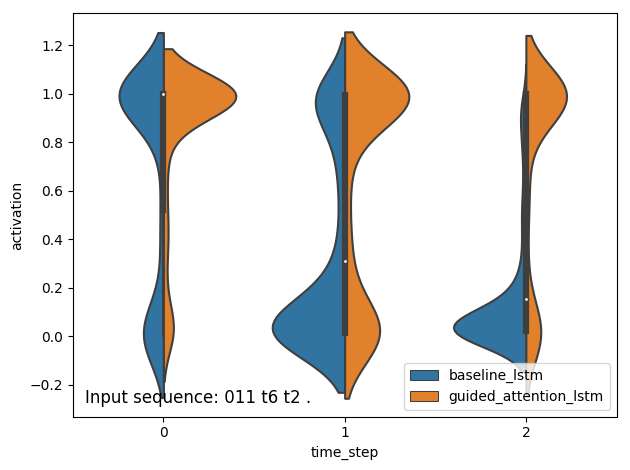 1.2
1.0
0.8
0.6
0.4
0.2
0.0
−0.2
activation
Input sequence: 011 t6 t2 .
baseline_lstm
guided_attention_lstm
0 1 2
time_step